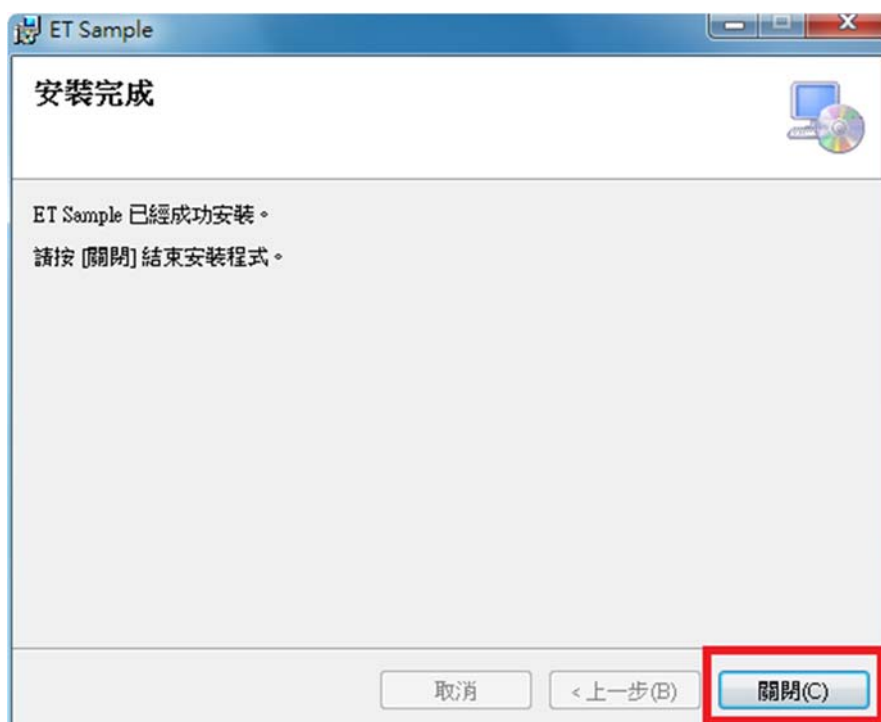 ET Sample
安裝完成
ET Sample 已經成功安裝。
請按 [關閉] 結束安裝程式。
取消
<上一步(B)
關閉(C)